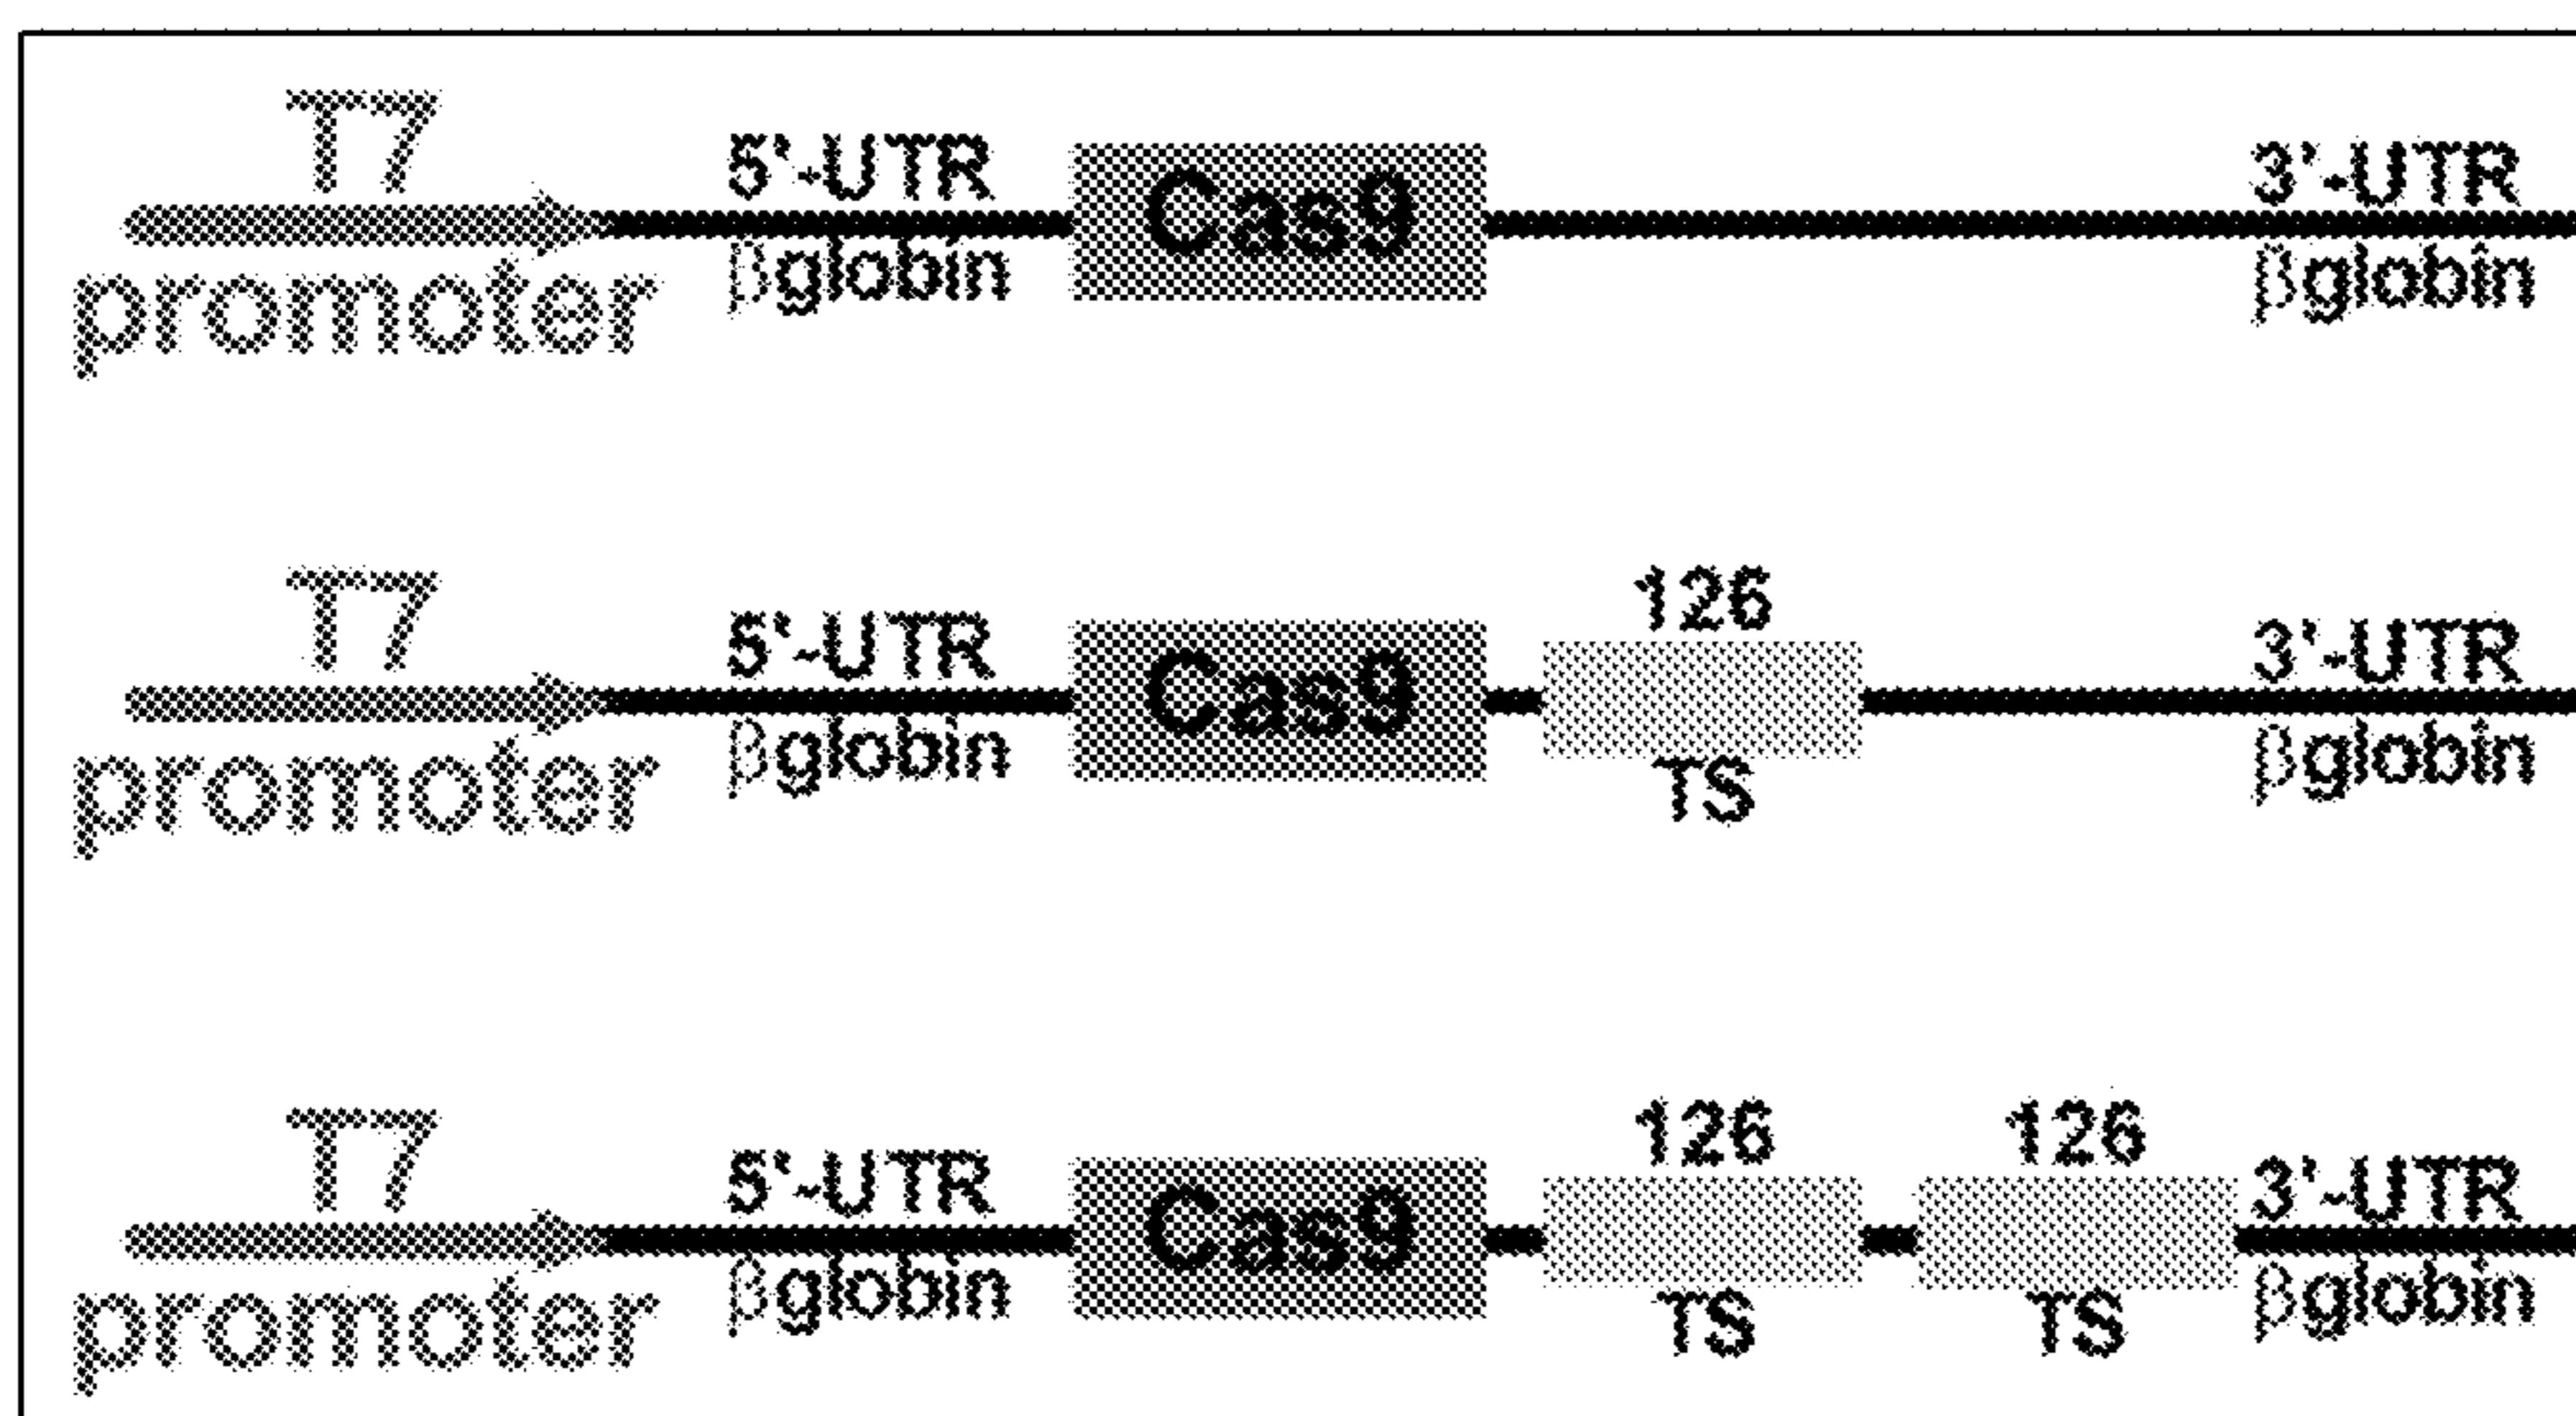 T7
5'-UTR
Cas9
3'-UTR
promoter
βglobin
βglobin
T7
5'-UTR
Cas9
126
3'-UTR
promoter
βglobin
TS
βglobin
T7
5'-UTR
Cas9
126
126
3'-UTR
promoter
βglobin
TS
TS
βglobin